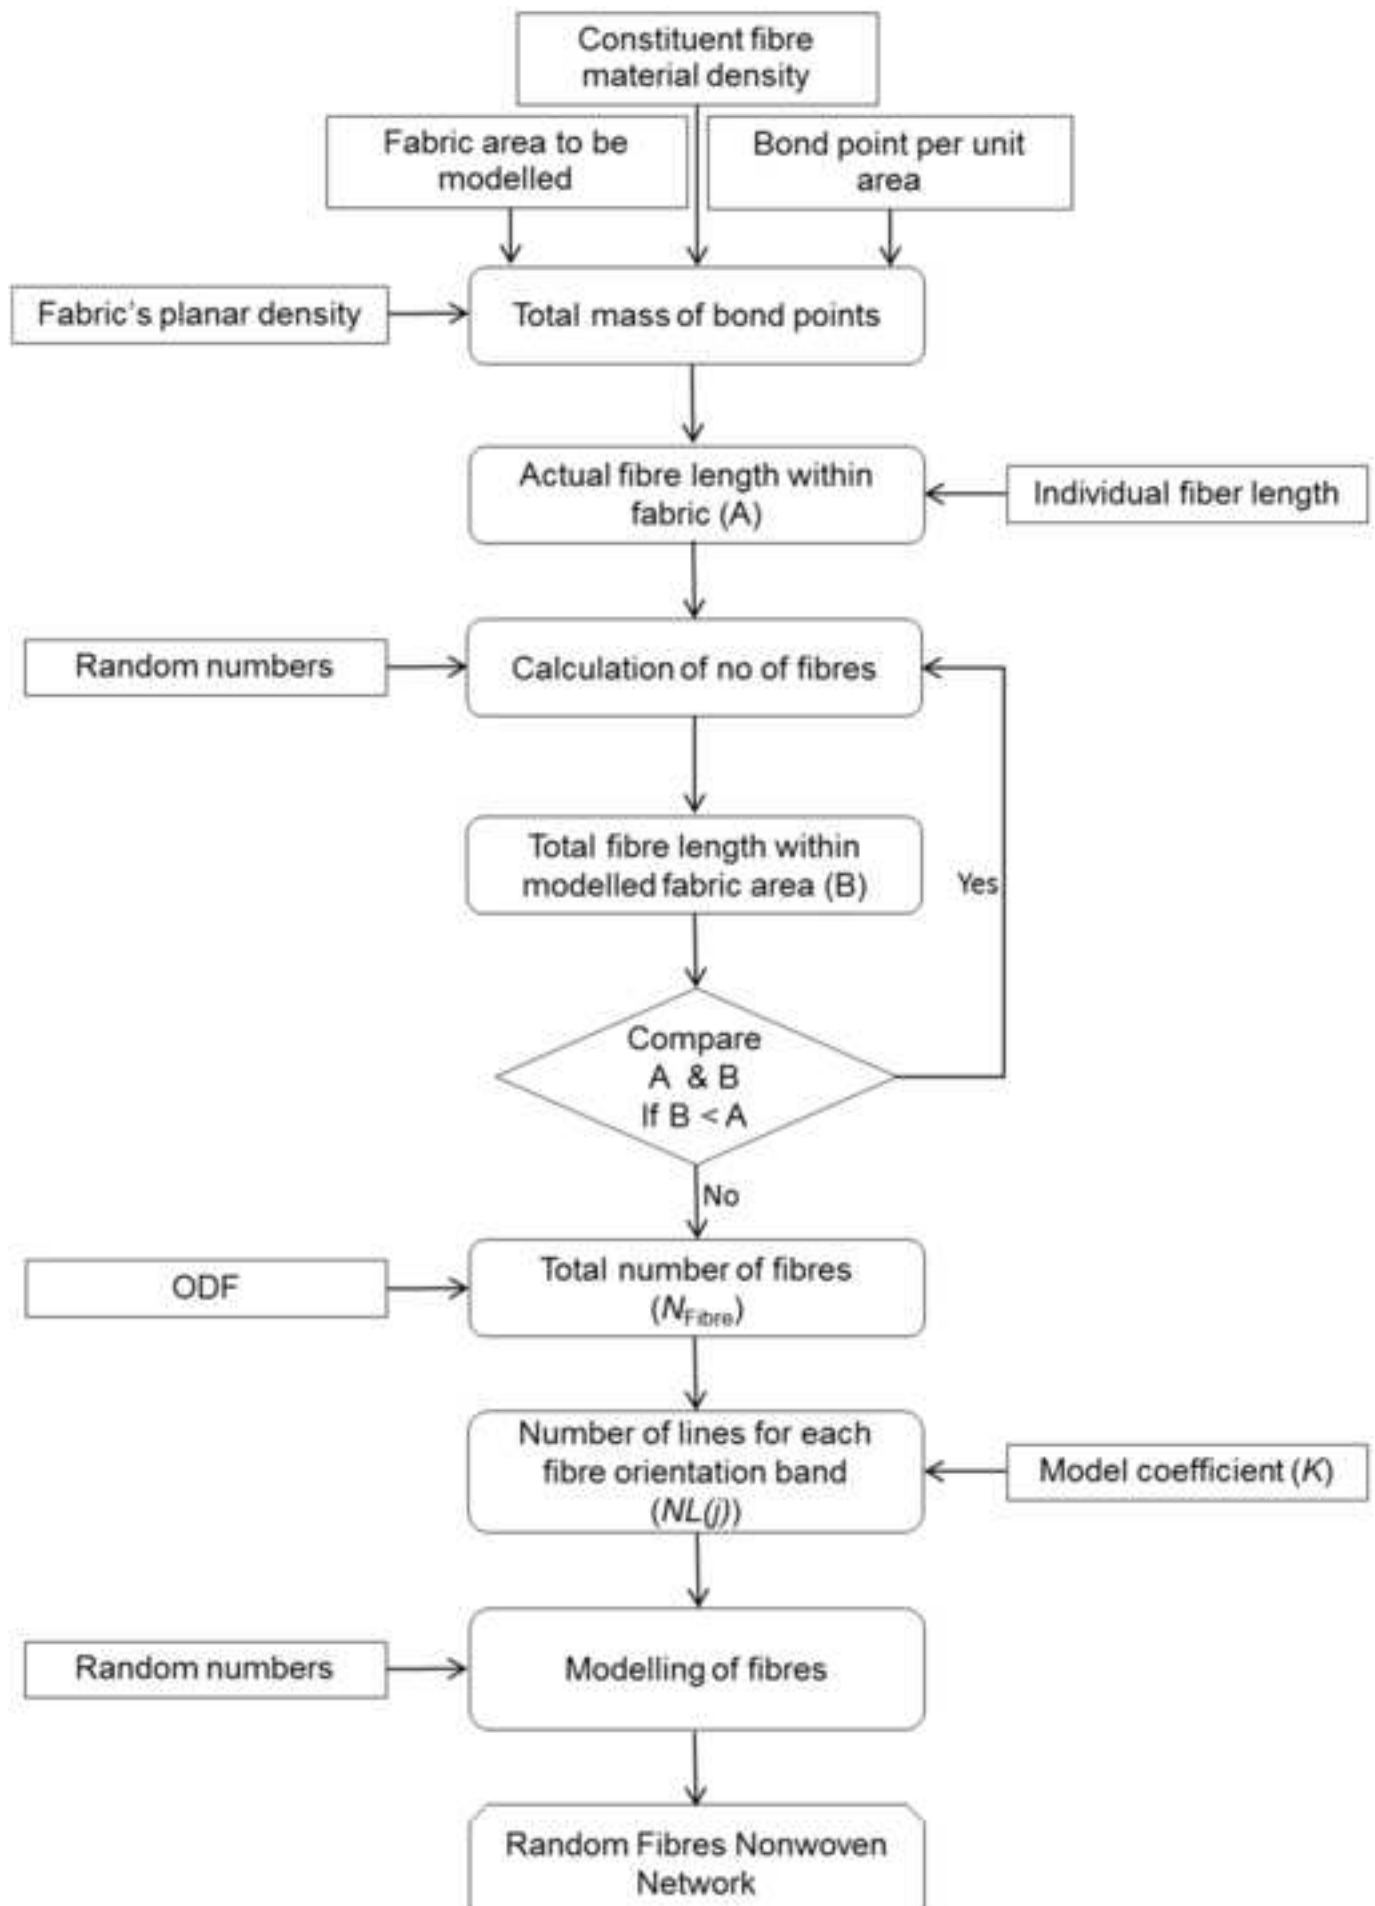 Constituent fibre
material density
Fabric area to be
modelled
Bond point per unit
area
Fabric's planar density
Total mass of bond points
Actual fibre length within
fabric (A)
Individual fiber length
Random numbers
Calculation of no of fibres
Total fibre length within
modelled fabric area (B)
Yes
Compare
A & B
If B < A
No
ODF
Total number of fibres
(NFibre)
Number of lines for each
fibre orientation band
(NL(j))
Model coefficient (K)
Random numbers
Modelling of fibres
Random Fibres Nonwoven
Network